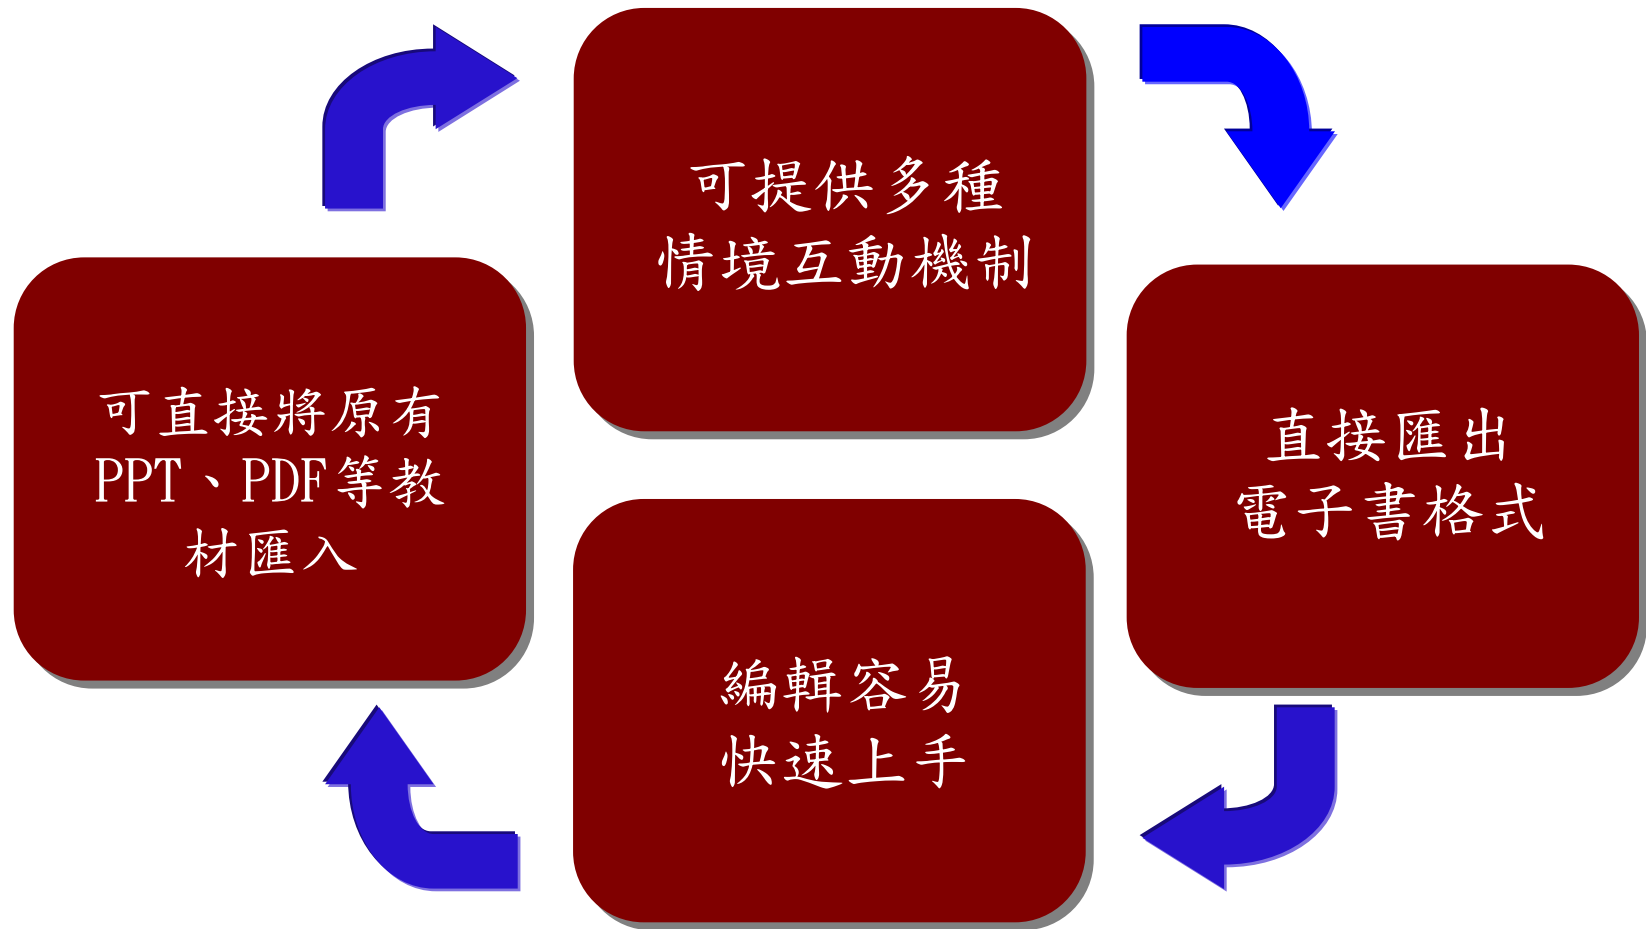 可提供多種
情境互動機制
可直接將原有
PPT、PDF等教
材匯入
直接匯出
電子書格式
編輯容易
快速上手